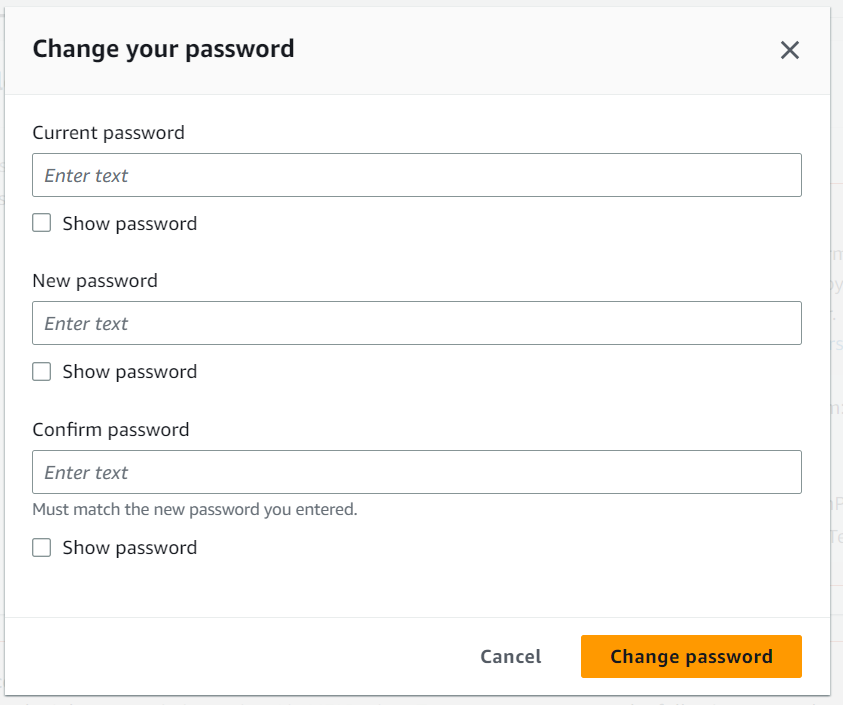 Change your password
Current password
Enter text
Show password
New password
Enter text
Show password
Confirm password
Enter text
Must match the new password you entered.
Show password
Cancel
Change password